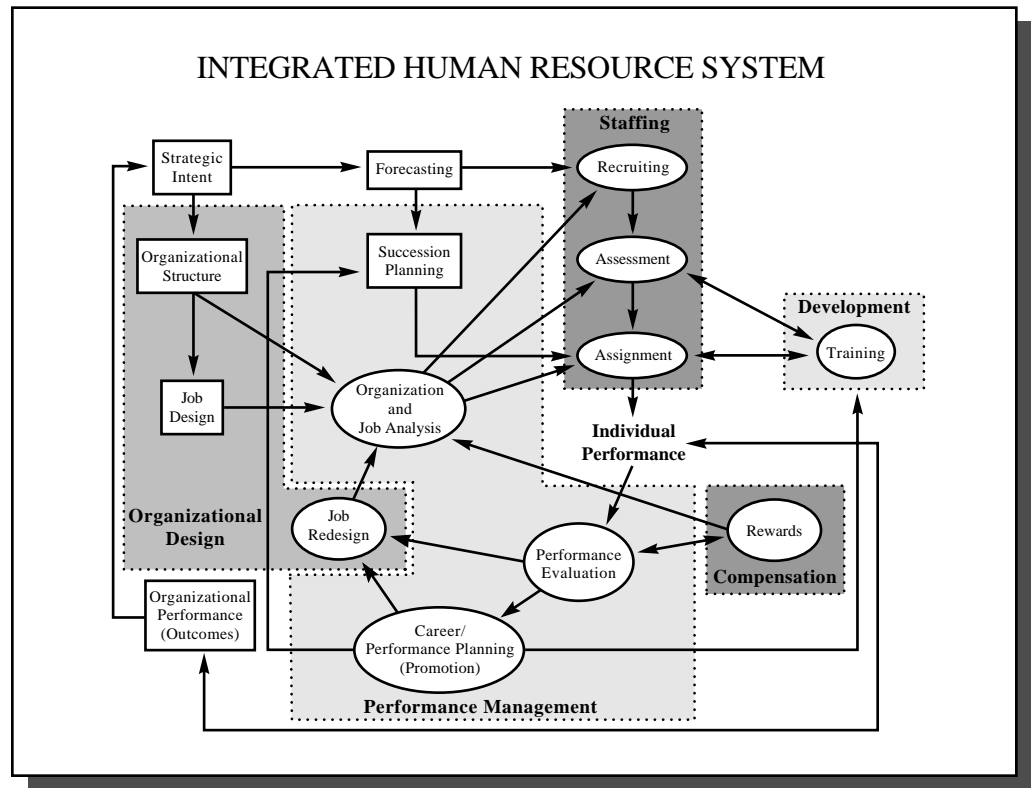 INTEGRATED HUMAN RESOURCE SYSTEM
Staffing
Strategic
Intent
Forecasting
Recruiting
Organizational
Structure
Succession
Planning
Assessment
Development
Assignment
Training
Job
Design
Organization
and
Job Analysis
Individual
Performance
Organizational
Design
Job
Redesign
Performance
Evaluation
Rewards
Compensation
Organizational
Performance
(Outcomes)
Career/
Performance Planning
(Promotion)
Performance Management